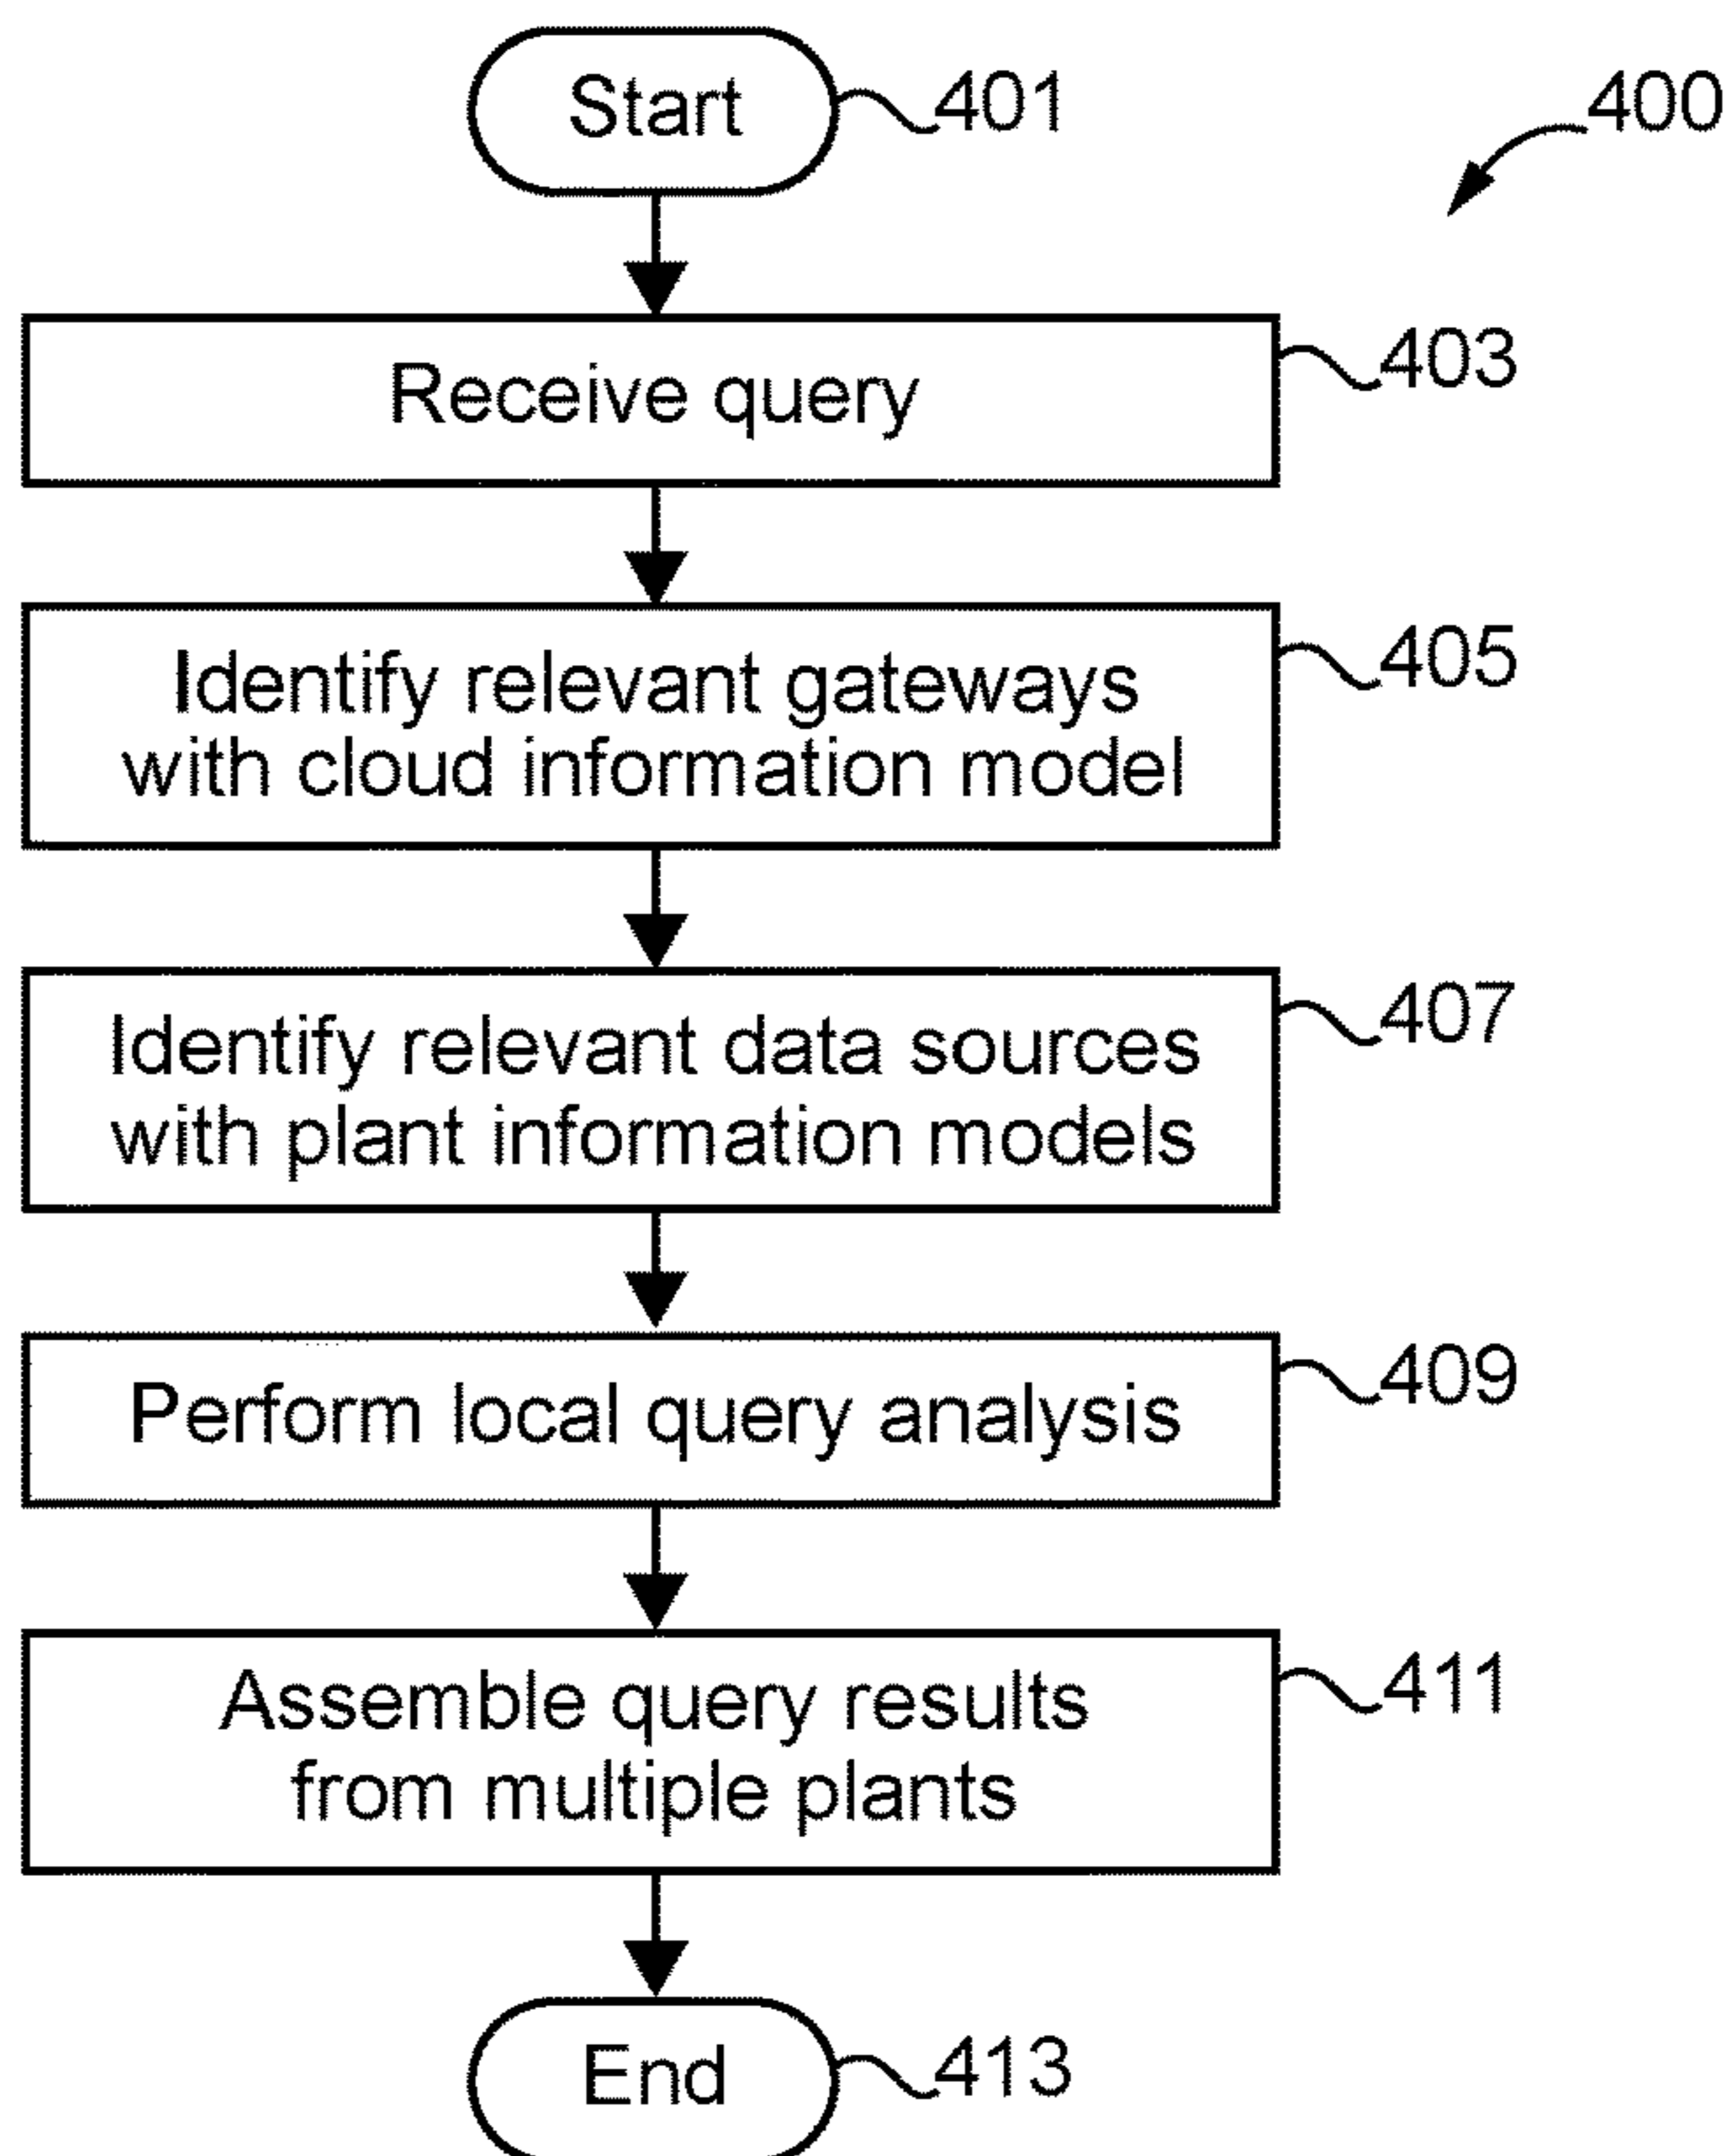 Start
401
400
Receive query
403
Identify relevant gateways
with cloud information model
405
Identify relevant data sources
with plant information models
407
Perform local query analysis
409
Assemble query results
from multiple plants
411
End
413